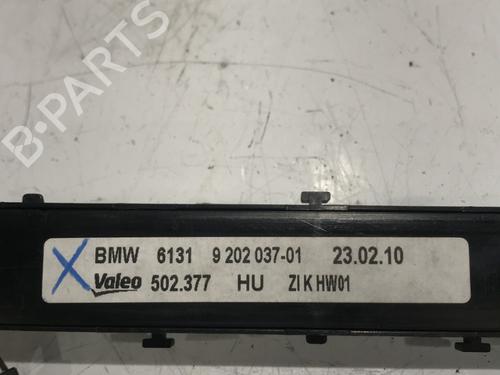 B-PARTS
BMW 6131 9 202 037-01 23.02.10
Valeo 502.377 HU ZI K HW01